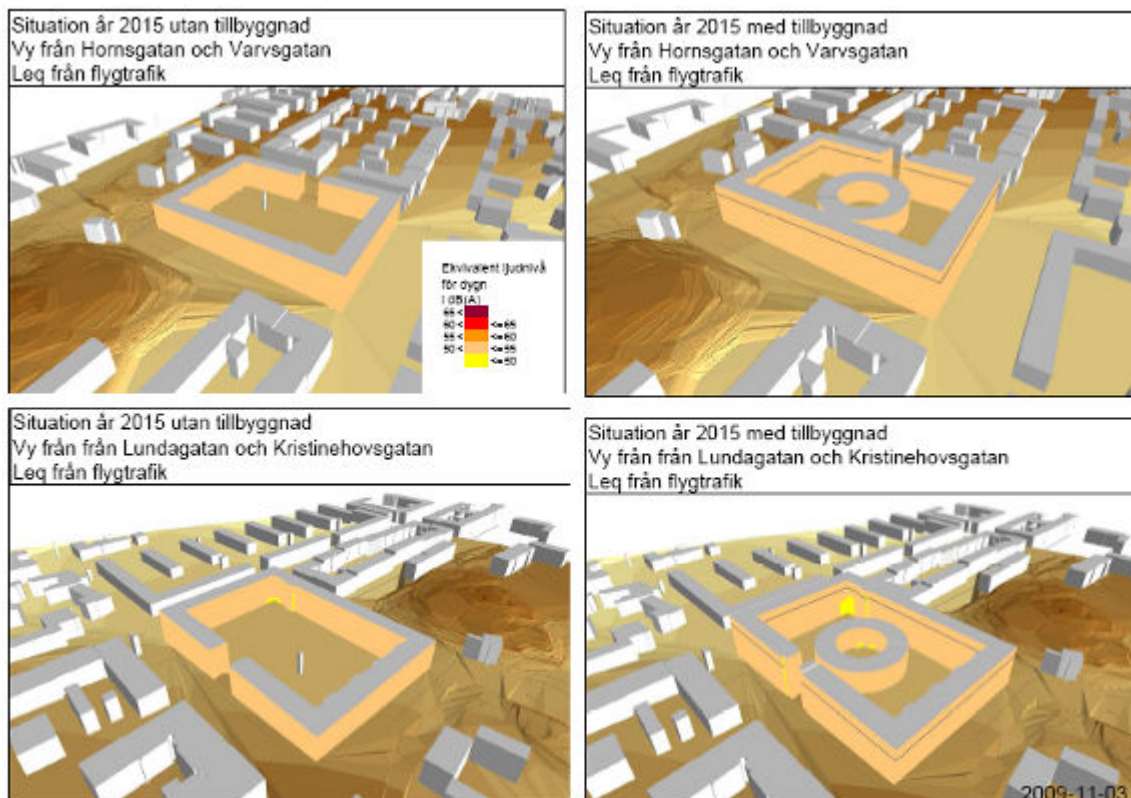 Situation år 2015 utan tillbyggnad
Vy från Hornsgatan och Varvsgatan
Leq från flygtrafik
Situation år 2015 med tillbyggnad
Vy från Hornsgatan och Varvsgatan
Leq från flygtrafik
Ekvivalent ljudnivå
för dygn
i dB(A)
65 <
60 < <= 65
55 < <= 60
50 < <= 55
<= 50
Situation år 2015 utan tillbyggnad
Vy från från Lundagatan och Kristinehovsgatan
Leq från flygtrafik
Situation år 2015 med tillbyggnad
Vy från från Lundagatan och Kristinehovsgatan
Leq från flygtrafik
2009-11-03